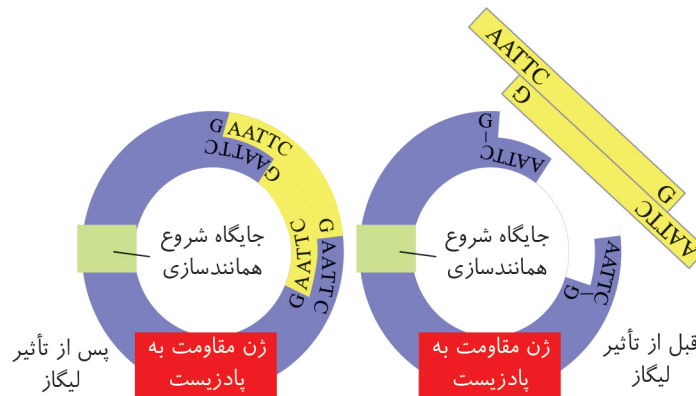 AATTC
G
G
CTTAA
G
CTTAA
AATTC
G
جایگاه شروع
همانندسازی
ژن مقاومت به
پادزیست
قبل از تأثیر
لیگاز
G AATTC
CTTAA G
G
AATTC
G
AATTC
جایگاه شروع
همانندسازی
ژن مقاومت به
پادزیست
پس از تأثیر
لیگاز